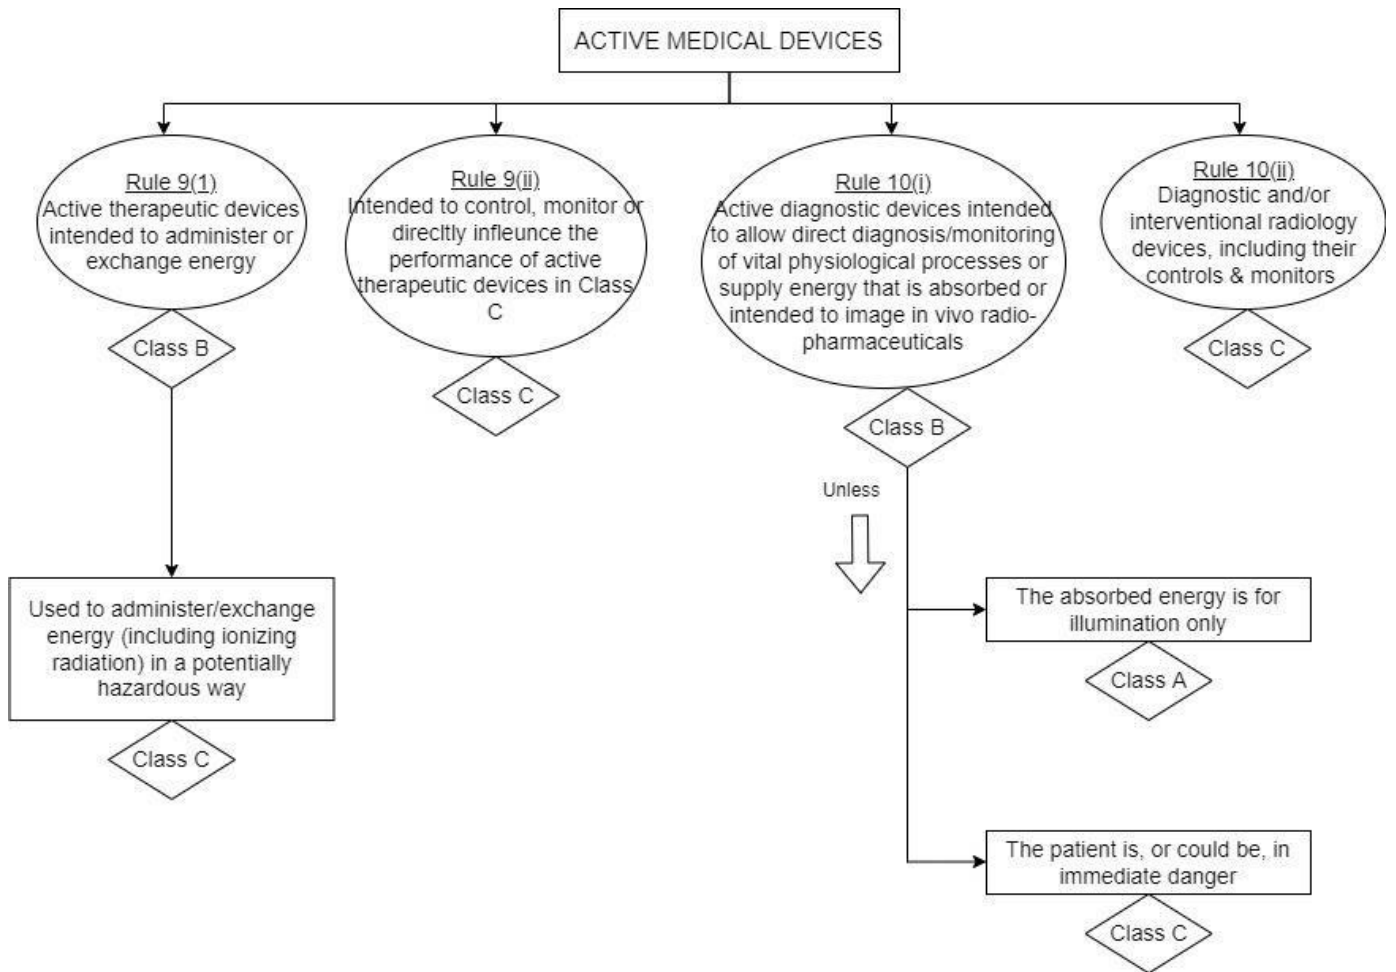 ACTIVE MEDICAL DEVICES
Rule 9(1)
Active therapeutic devices
intended to administer or
exchange energy
Class B
Used to administer/exchange
energy (including ionizing
radiation) in a potentially
hazardous way
Class C
Rule 9(ii)
Intended to control, monitor or
direcltly infleunce the
performance of active
therapeutic devices in Class
C
Class C
Rule 10(i)
Active diagnostic devices intended
to allow direct diagnosis/monitoring
of vital physiological processes or
supply energy that is absorbed or
intended to image in vivo radio-
pharmaceuticals
Class B
Unless
The absorbed energy is for
illumination only
Class A
The patient is, or could be, in
immediate danger
Class C
Rule 10(ii)
Diagnostic and/or
interventional radiology
devices, including their
controls & monitors
Class C